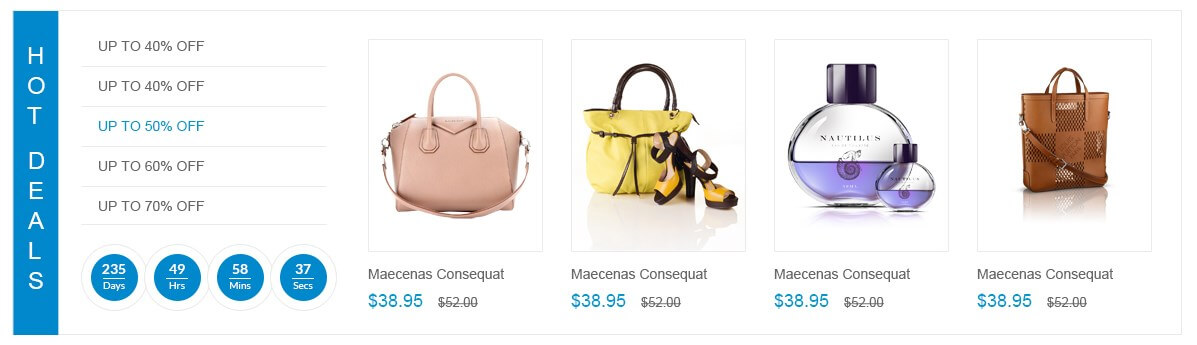 HOT DEALS
UP TO 40% OFF
UP TO 40% OFF
UP TO 50% OFF
UP TO 60% OFF
UP TO 70% OFF
235 Days
49 Hrs
58 Mins
37 Secs
NAUTILUS
Maecenas Consequat
$38.95 $52.00
Maecenas Consequat
$38.95 $52.00
Maecenas Consequat
$38.95 $52.00
Maecenas Consequat
$38.95 $52.00